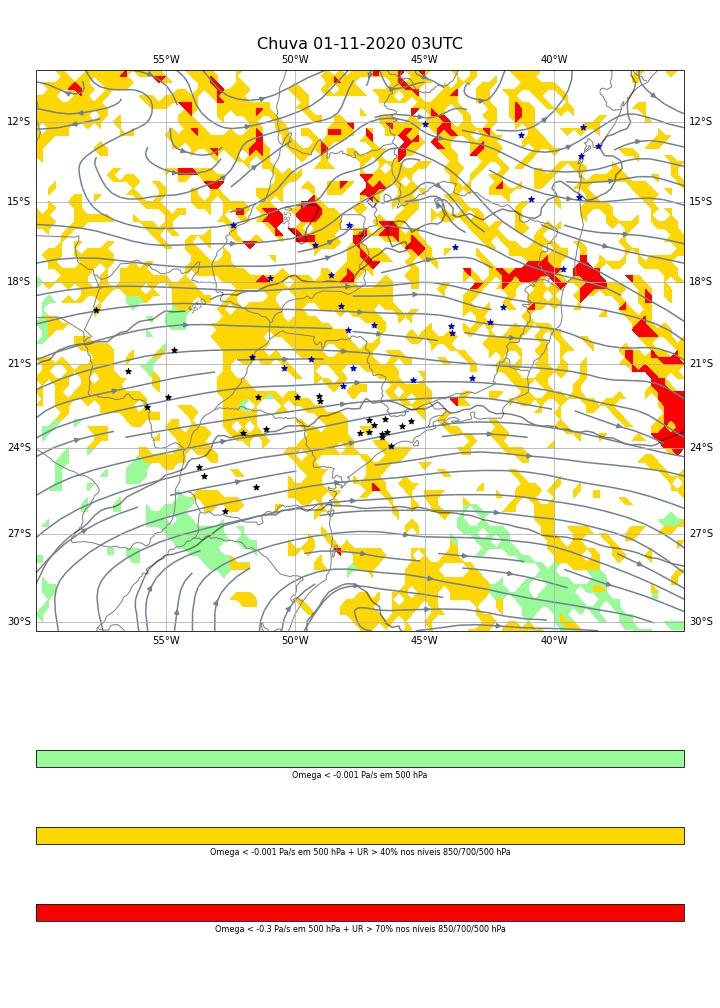 Chuva 01-11-2020 03UTC
55°W 50°W 45°W 40°W
12°S 12°S
15°S 15°S
18°S 18°S
21°S 21°S
24°S 24°S
27°S 27°S
30°S 30°S
55°W 50°W 45°W 40°W
Omega < -0.001 Pa/s em 500 hPa
Omega < -0.001 Pa/s em 500 hPa + UR > 40% nos níveis 850/700/500 hPa
Omega < -0.3 Pa/s em 500 hPa + UR > 70% nos níveis 850/700/500 hPa